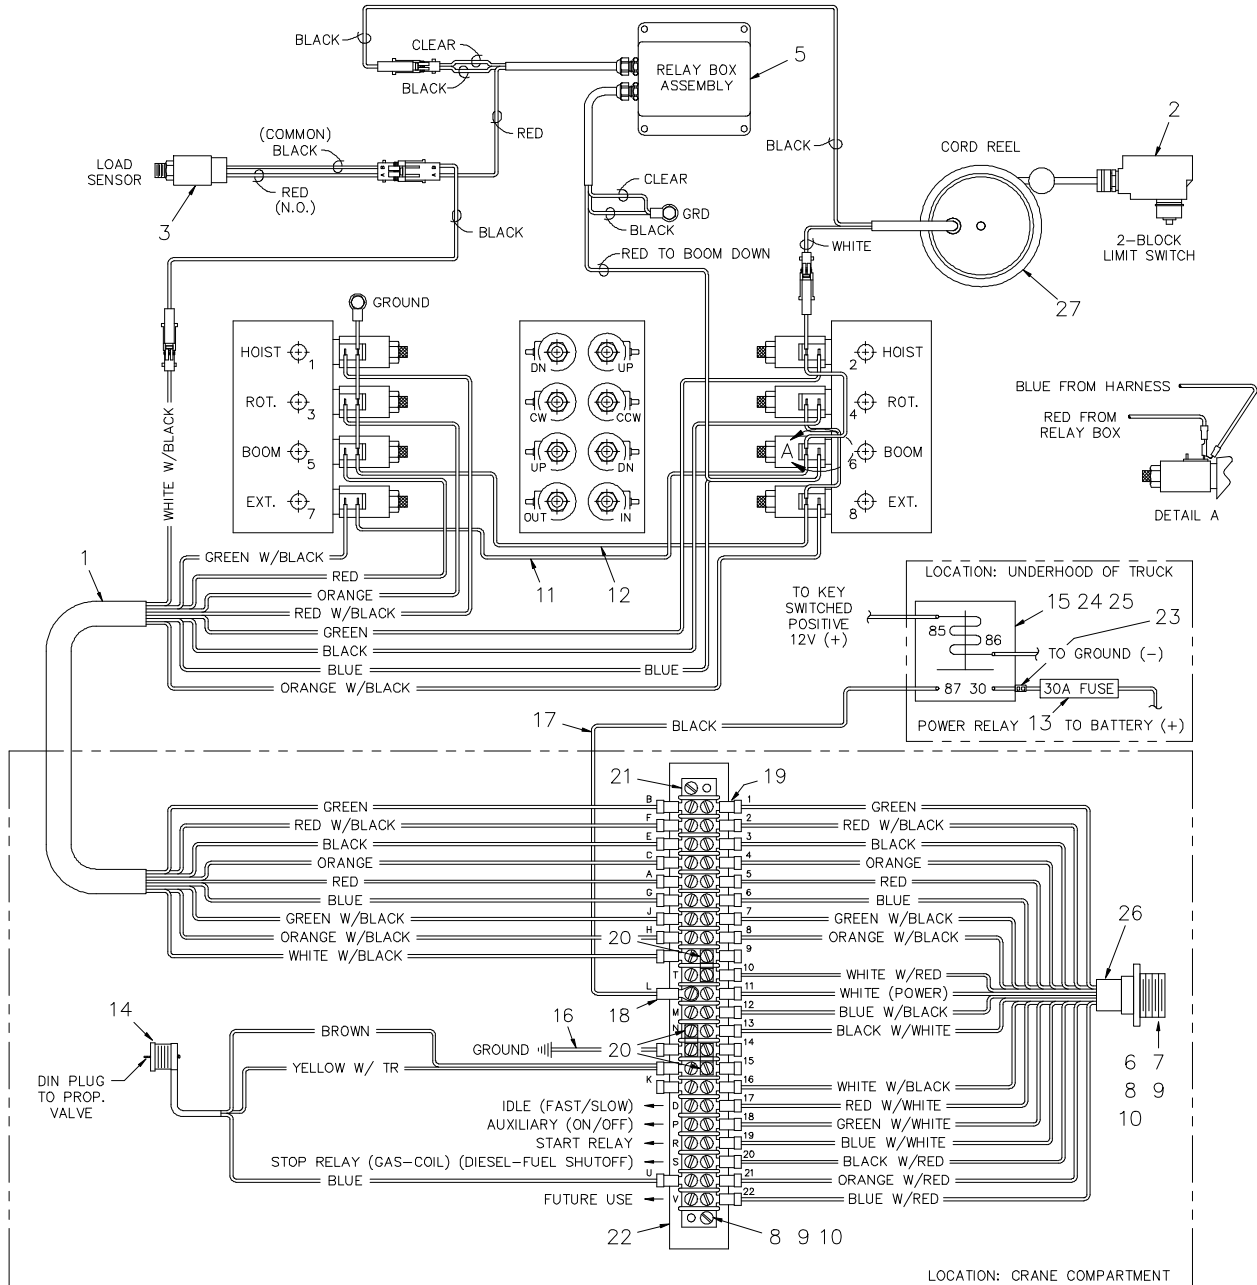 BLACK
CLEAR
BLACK
RELAY BOX
ASSEMBLY
5
RED
(COMMON)
BLACK
LOAD
SENSOR
A
B
B
A
RED
(N.O.)
3
BLACK
BLACK
CORD REEL
2
CLEAR
GRD
BLACK
RED TO BOOM DOWN
WHITE
2-BLOCK
LIMIT SWITCH
27
GROUND
HOIST
1
DN
UP
2
HOIST
ROT.
3
CW
CCW
4
ROT.
BOOM
5
UP
DN
A
6
BOOM
EXT.
7
OUT
IN
8
EXT.
BLUE FROM HARNESS
RED FROM
RELAY BOX
DETAIL A
WHITE W/BLACK
1
GREEN W/BLACK
RED
ORANGE
RED W/BLACK
GREEN
BLACK
BLUE
BLUE
ORANGE W/BLACK
11
12
LOCATION: UNDERHOOD OF TRUCK
TO KEY
SWITCHED
POSITIVE
12V (+)
85
86
15 24 25
23
TO GROUND (-)
87 30
30A FUSE
POWER RELAY
13
TO BATTERY (+)
17
BLACK
21
19
GREEN
B
1
GREEN
RED W/BLACK
F
2
RED W/BLACK
BLACK
E
3
BLACK
ORANGE
C
4
ORANGE
RED
A
5
RED
BLUE
G
6
BLUE
GREEN W/BLACK
J
7
GREEN W/BLACK
ORANGE W/BLACK
H
8
ORANGE W/BLACK
WHITE W/BLACK
20
9
T
10
WHITE W/RED
L
11
WHITE (POWER)
18
M
12
BLUE W/BLACK
N
13
BLACK W/WHITE
26
14
16
BROWN
GROUND
20
14
YELLOW W/ TR
15
DIN PLUG
TO PROP.
VALVE
K
16
WHITE W/BLACK
6 7
8 9
10
IDLE (FAST/SLOW)
D
17
RED W/WHITE
AUXILIARY (ON/OFF)
P
18
GREEN W/WHITE
START RELAY
R
19
BLUE W/WHITE
STOP RELAY (GAS-COIL) (DIESEL-FUEL SHUTOFF)
S
20
BLACK W/RED
BLUE
U
21
ORANGE W/RED
FUTURE USE
V
22
BLUE W/RED
22
8 9 10
LOCATION: CRANE COMPARTMENT